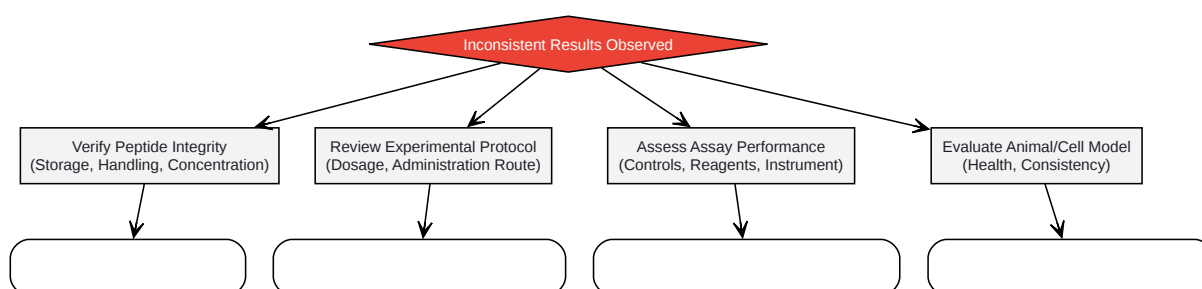 Inconsistent Results Observed
Verify Peptide Integrity
(Storage, Handling, Concentration)
Review Experimental Protocol
(Dosage, Administration Route)
Assess Assay Performance
(Controls, Reagents, Instrument)
Evaluate Animal/Cell Model
(Health, Consistency)